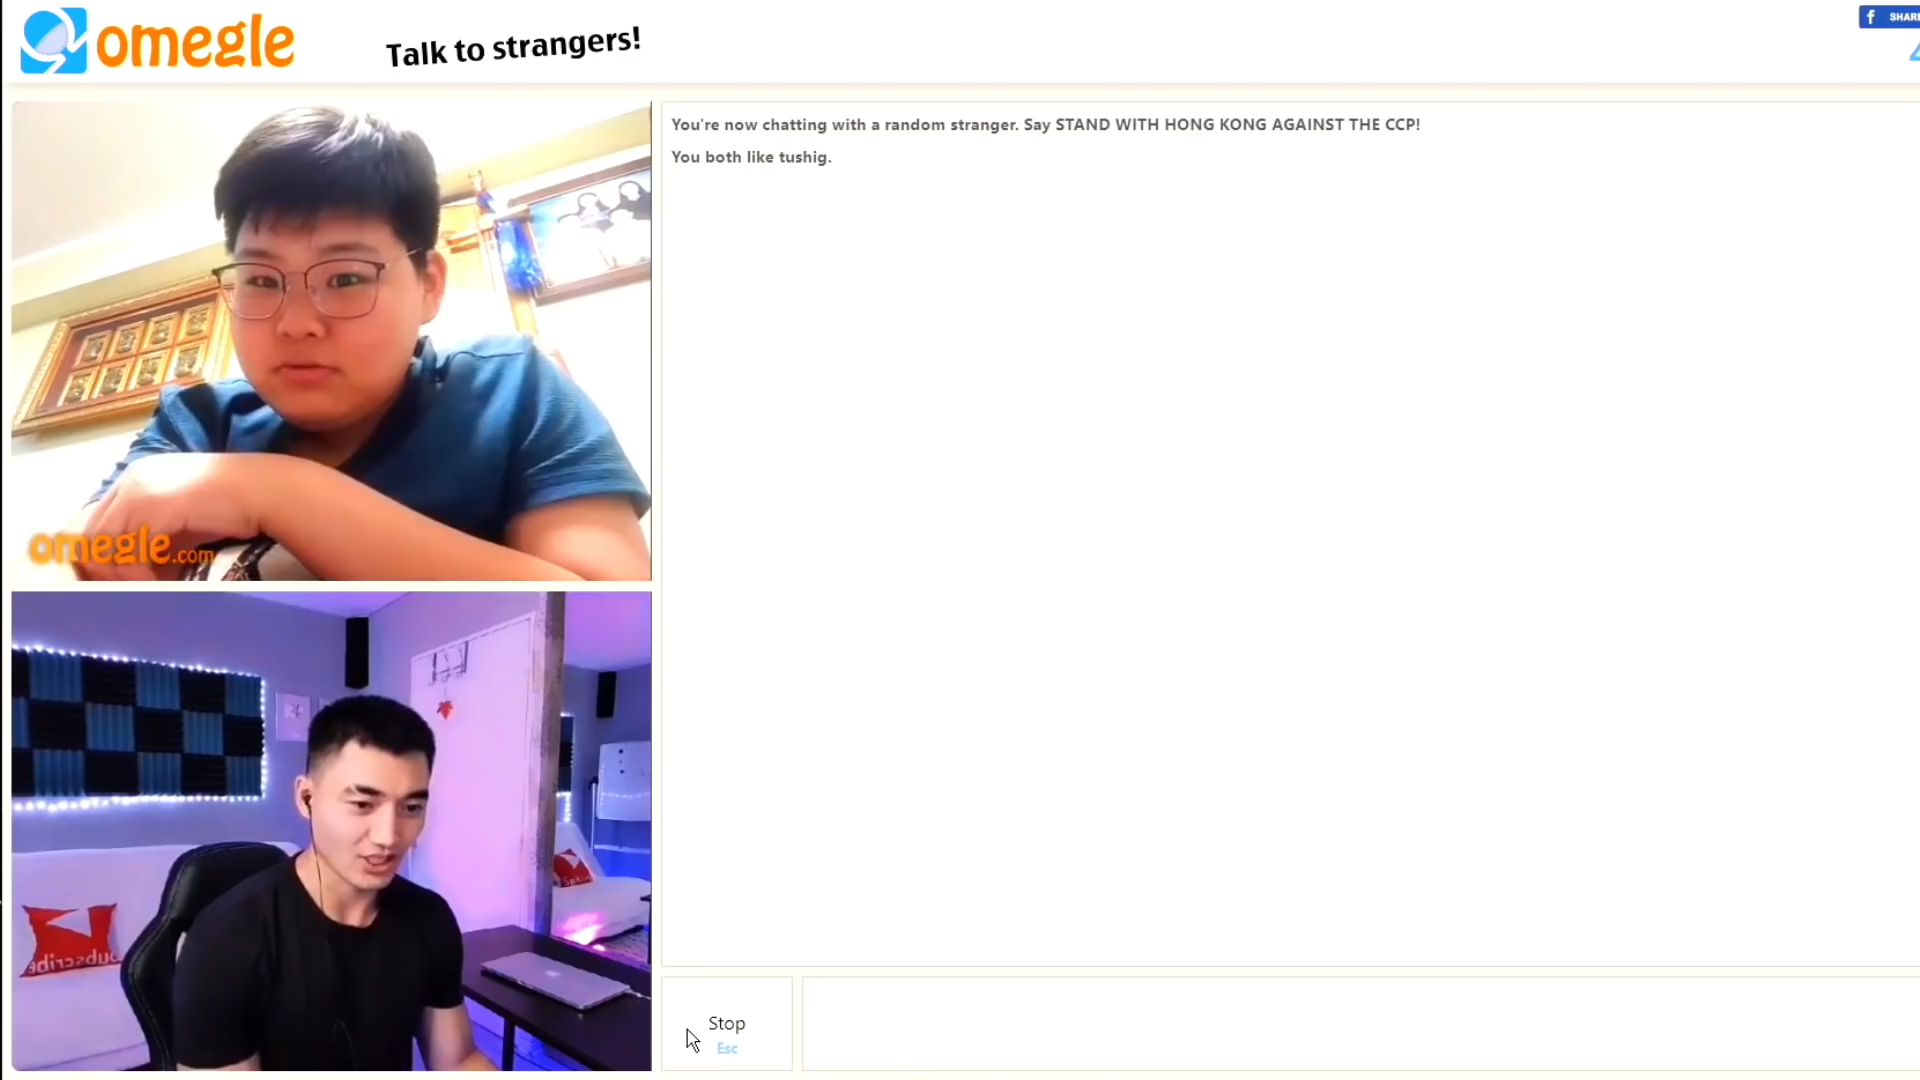 omegle
Talk to strangers!
SHARE
You're now chatting with a random stranger. Say STAND WITH HONG KONG AGAINST THE CCP!
You both like tushig.
omegle.com
Subscribe
Stop
Esc